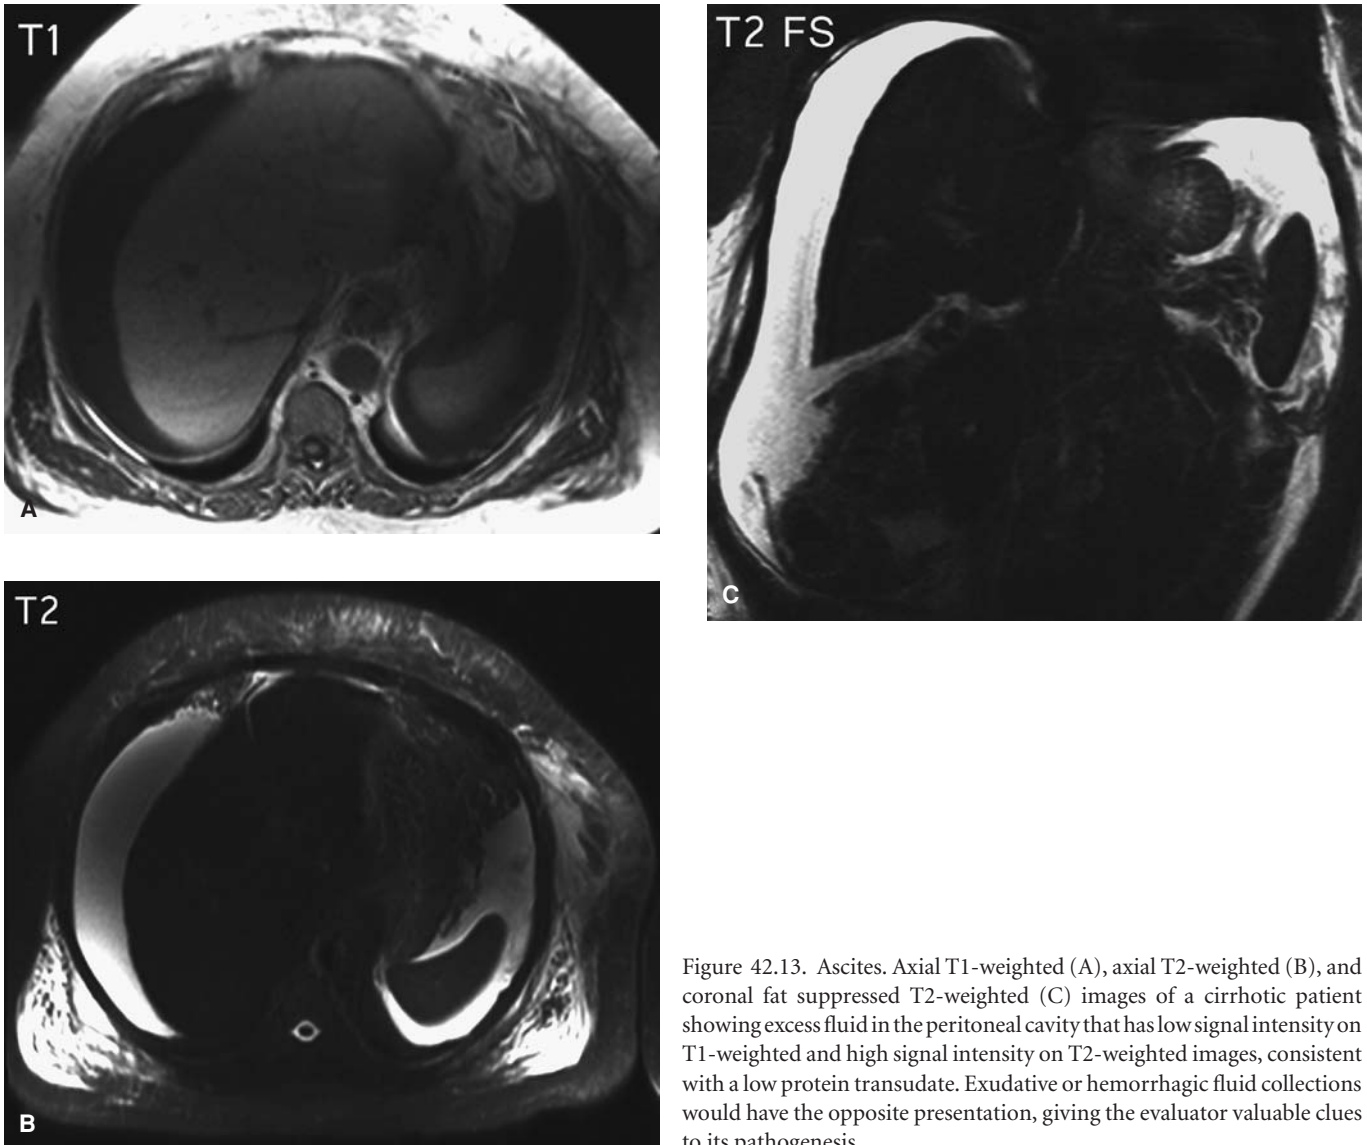 T1
A
T2 FS
C
T2
B
Figure 42.13. Ascites. Axial T1-weighted (A), axial T2-weighted (B), and
coronal fat suppressed T2-weighted (C) images of a cirrhotic patient
showing excess fluid in the peritoneal cavity that has low signal intensity on
T1-weighted and high signal intensity on T2-weighted images, consistent
with a low protein transudate. Exudative or hemorrhagic fluid collections
would have the opposite presentation, giving the evaluator valuable clues
to its pathogenesis.